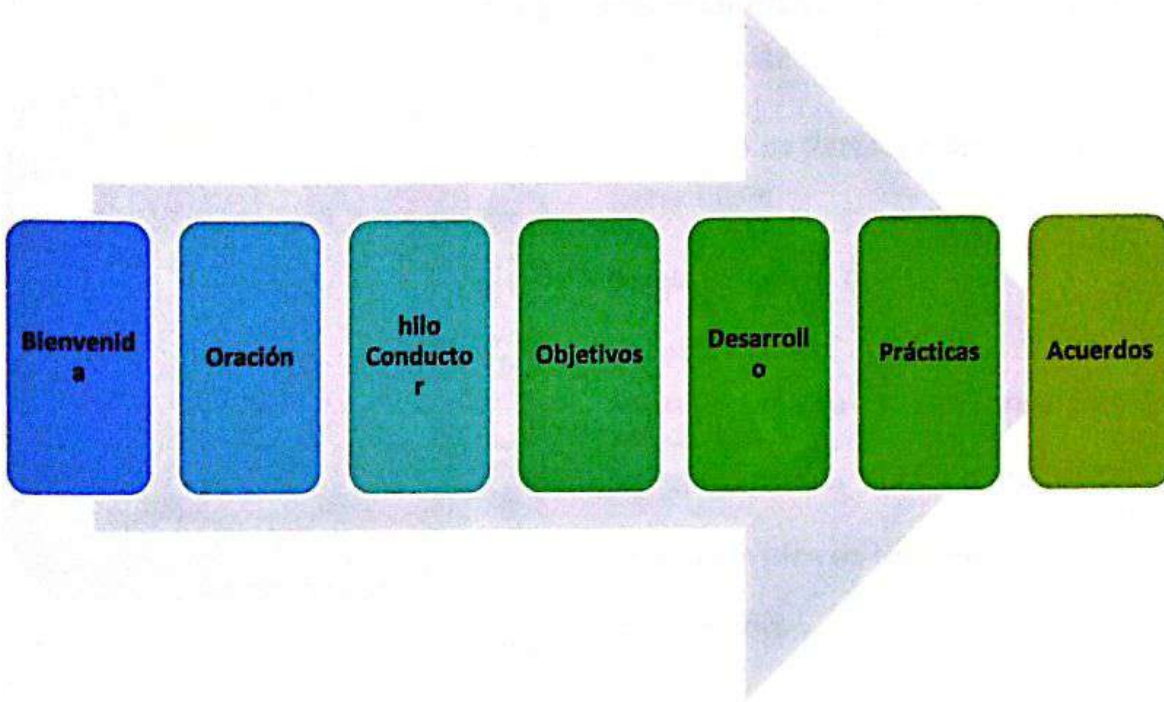 Bienvenid
a
Oración
hilo
Conducto
r
Objetivos
Desarroll
o
Prácticas
Acuerdos